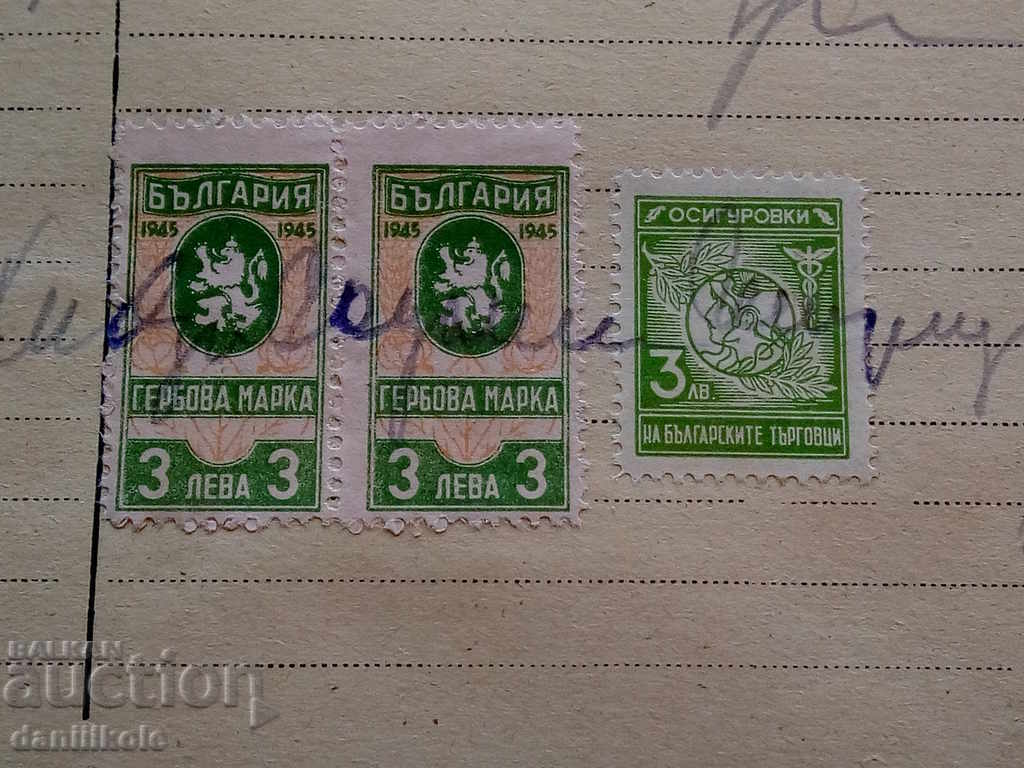 БЪЛГАРИЯ
1945 1945
ГЕРБОВА МАРКА
3 ЛЕВА 3
БЪЛГАРИЯ
1945 1945
ГЕРБОВА МАРКА
3 ЛЕВА 3
ОСИГУРОВКИ
3 ЛВ.
НА БЪЛГАРСКИТЕ ТЪРГОВЦИ
BALKAN
auction
daniiikole